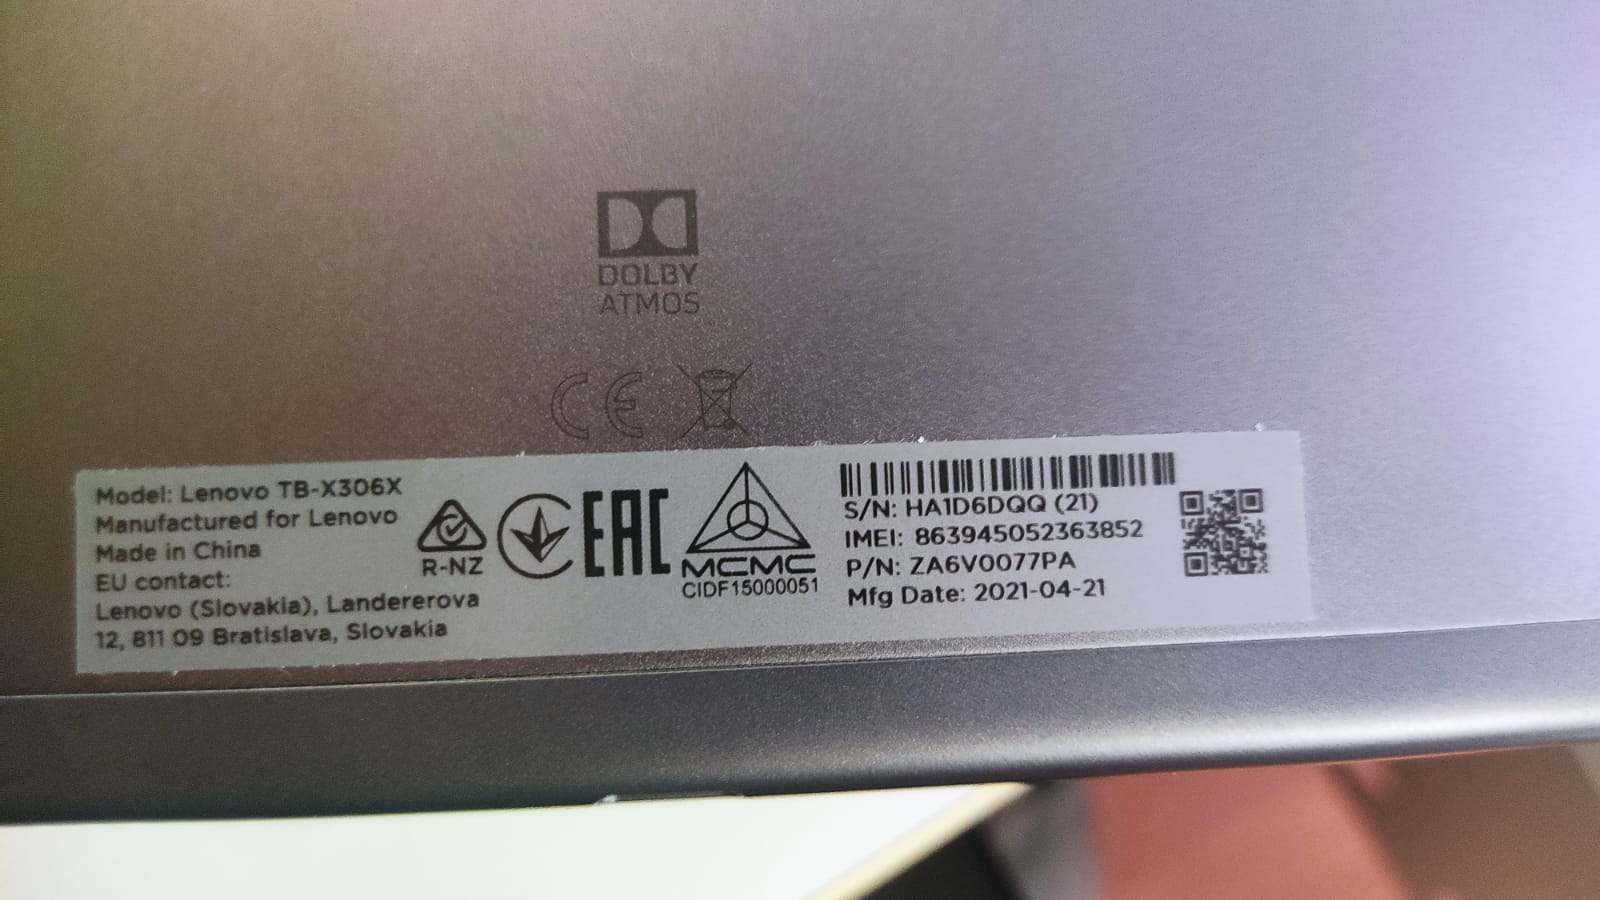 DOLBY
ATMOS
CE
Model: Lenovo TB-X306X
Manufactured for Lenovo
Made in China
EU contact:
Lenovo (Slovakia), Landererova
12, 811 09 Bratislava, Slovakia
R-NZ
EAC
MCMC
CIDF15000051
S/N: HA1D6DQQ (21)
IMEI: 863945052363852
P/N: ZA6V0077PA
Mfg Date: 2021-04-21